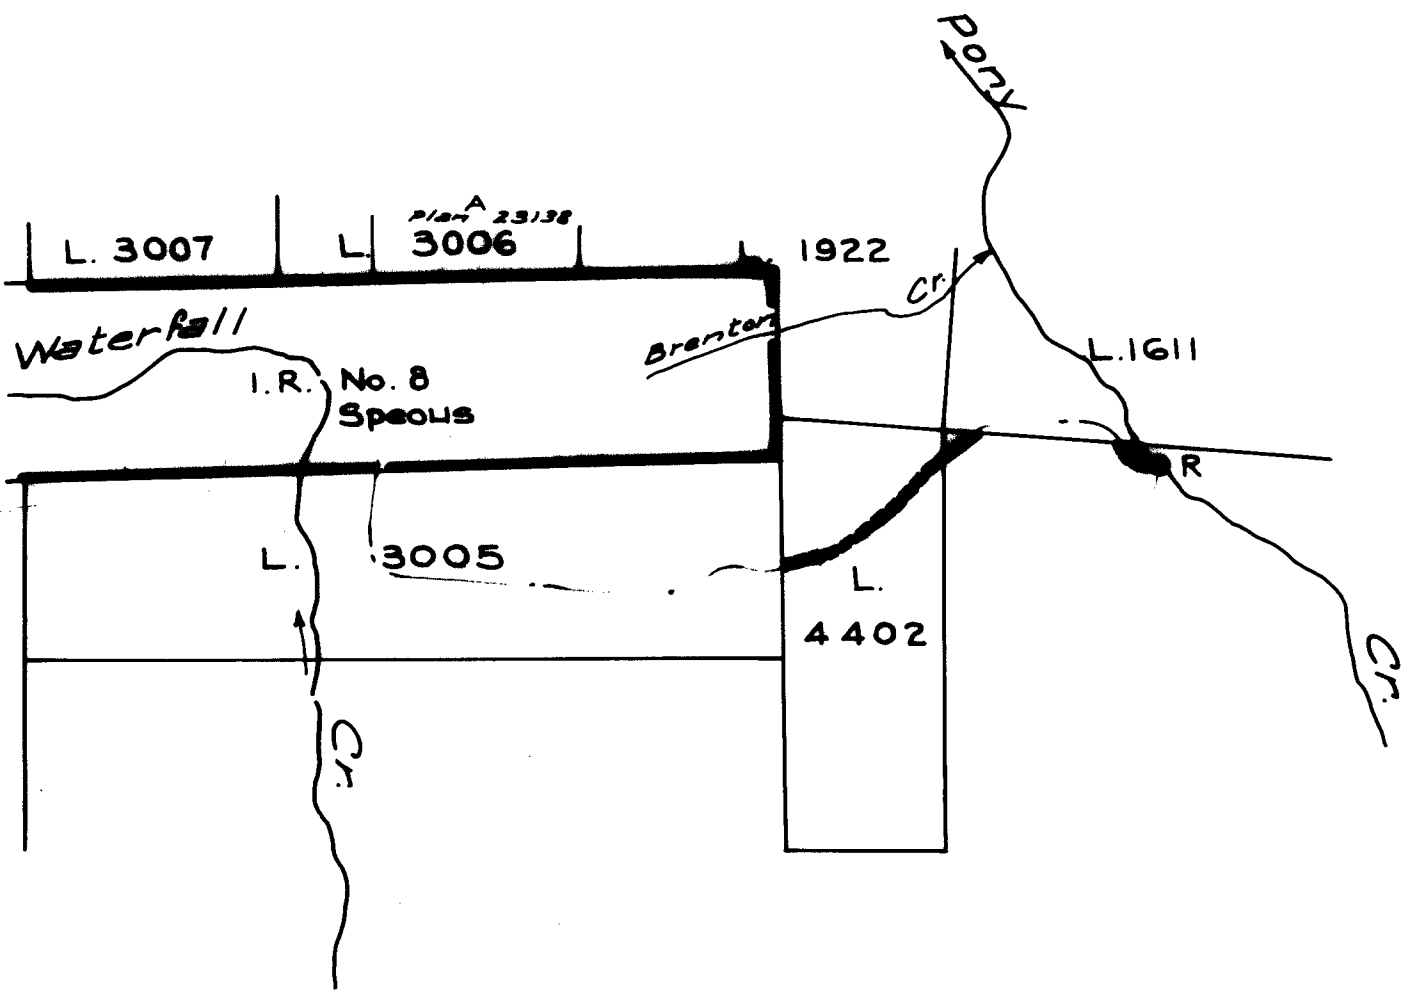 Pony
Plan A 23138
L. 3007
L. 3006
1922
Cr.
Waterfall
Brenton
L.1611
I.R. No. 8
Speous
R
L. 3005
L.
4402
Cr.
Cr.